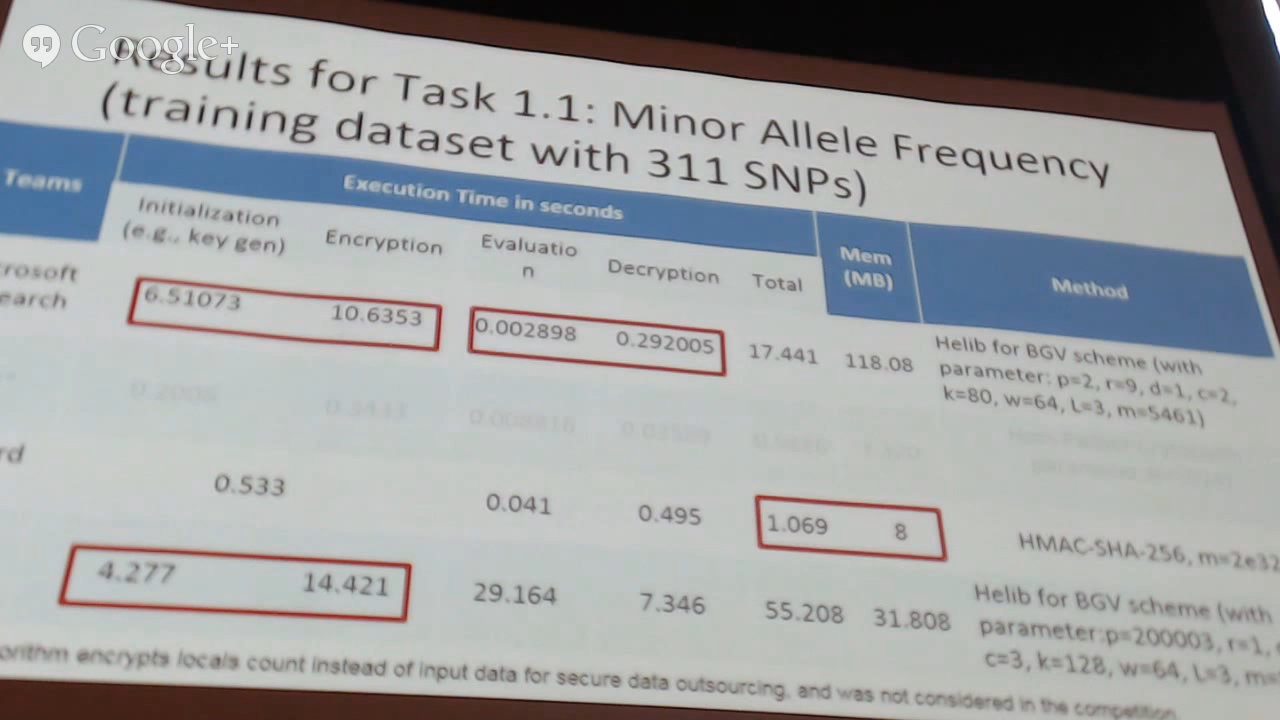 Google+
Results for Task 1.1: Minor Allele Frequency
(training dataset with 311 SNPs)
Teams
Execution Time in seconds
Mem
(MB)
Method
Initialization
(e.g., key gen)
Encryption
Evaluatio
n
Decryption
Total
crosoft
earch
6.51073 10.6353 0.002898 0.292005 17.441 118.08
Helib for BGV scheme (with
parameter: p=2, r=9, d=1, c=2,
k=80, w=64, L=3, m=5461)
rd
0.533 0.041 0.495 1.069 8
HMAC-SHA-256, m=2e32
4.277 14.421 29.164 7.346 55.208 31.808
Helib for BGV scheme (with
parameter:p=200003, r=1,
c=3, k=128, w=64, L=3, m=
orithm encrypts locals count instead of input data for secure data outsourcing, and was not considered in the competition